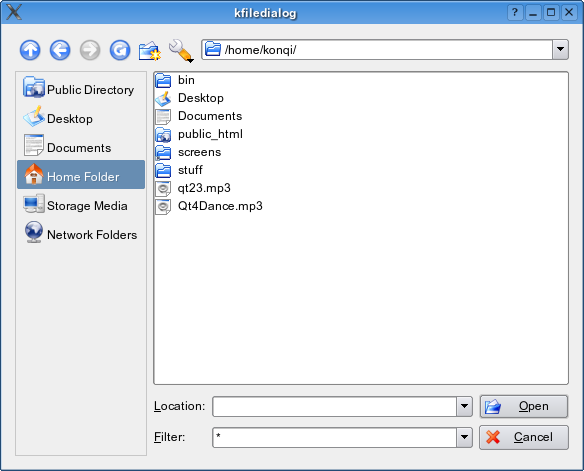 kfiledialog
/home/konqi/
Public Directory
Desktop
Documents
Home Folder
Storage Media
Network Folders
bin
Desktop
Documents
public_html
screens
stuff
qt23.mp3
Qt4Dance.mp3
Location:
Open
Filter: *
Cancel